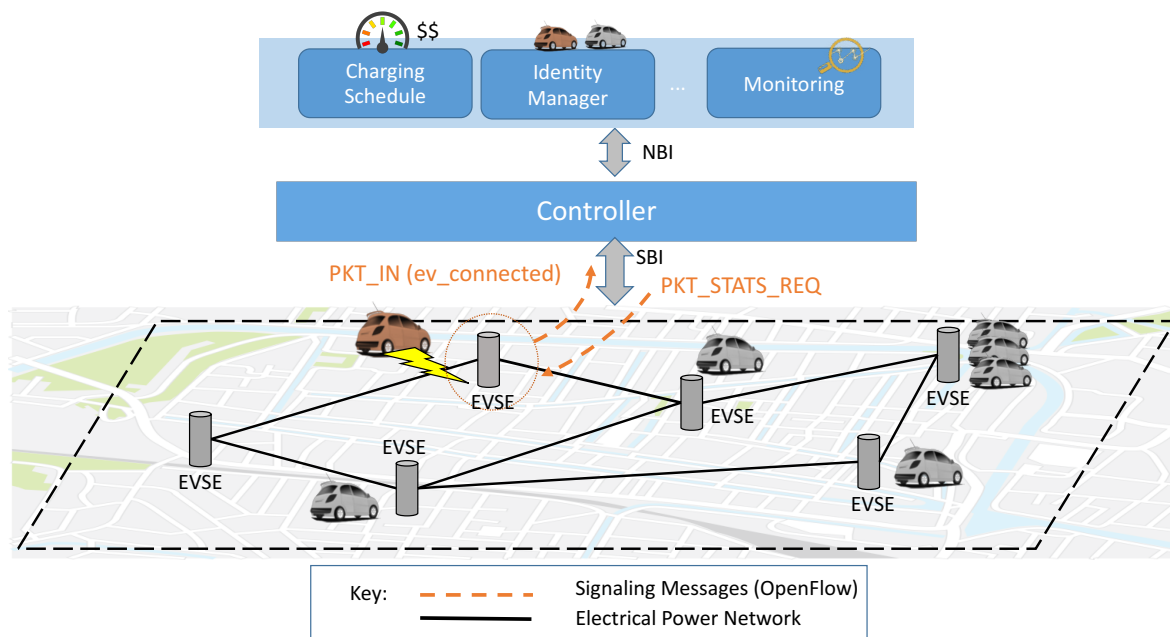 $$
Charging
Schedule
Identity
Manager
...
Monitoring
NBI
Controller
SBI
PKT_IN (ev_connected)
PKT_STATS_REQ
EVSE
EVSE
EVSE
EVSE
EVSE
EVSE
Key:
Signaling Messages (OpenFlow)
Electrical Power Network